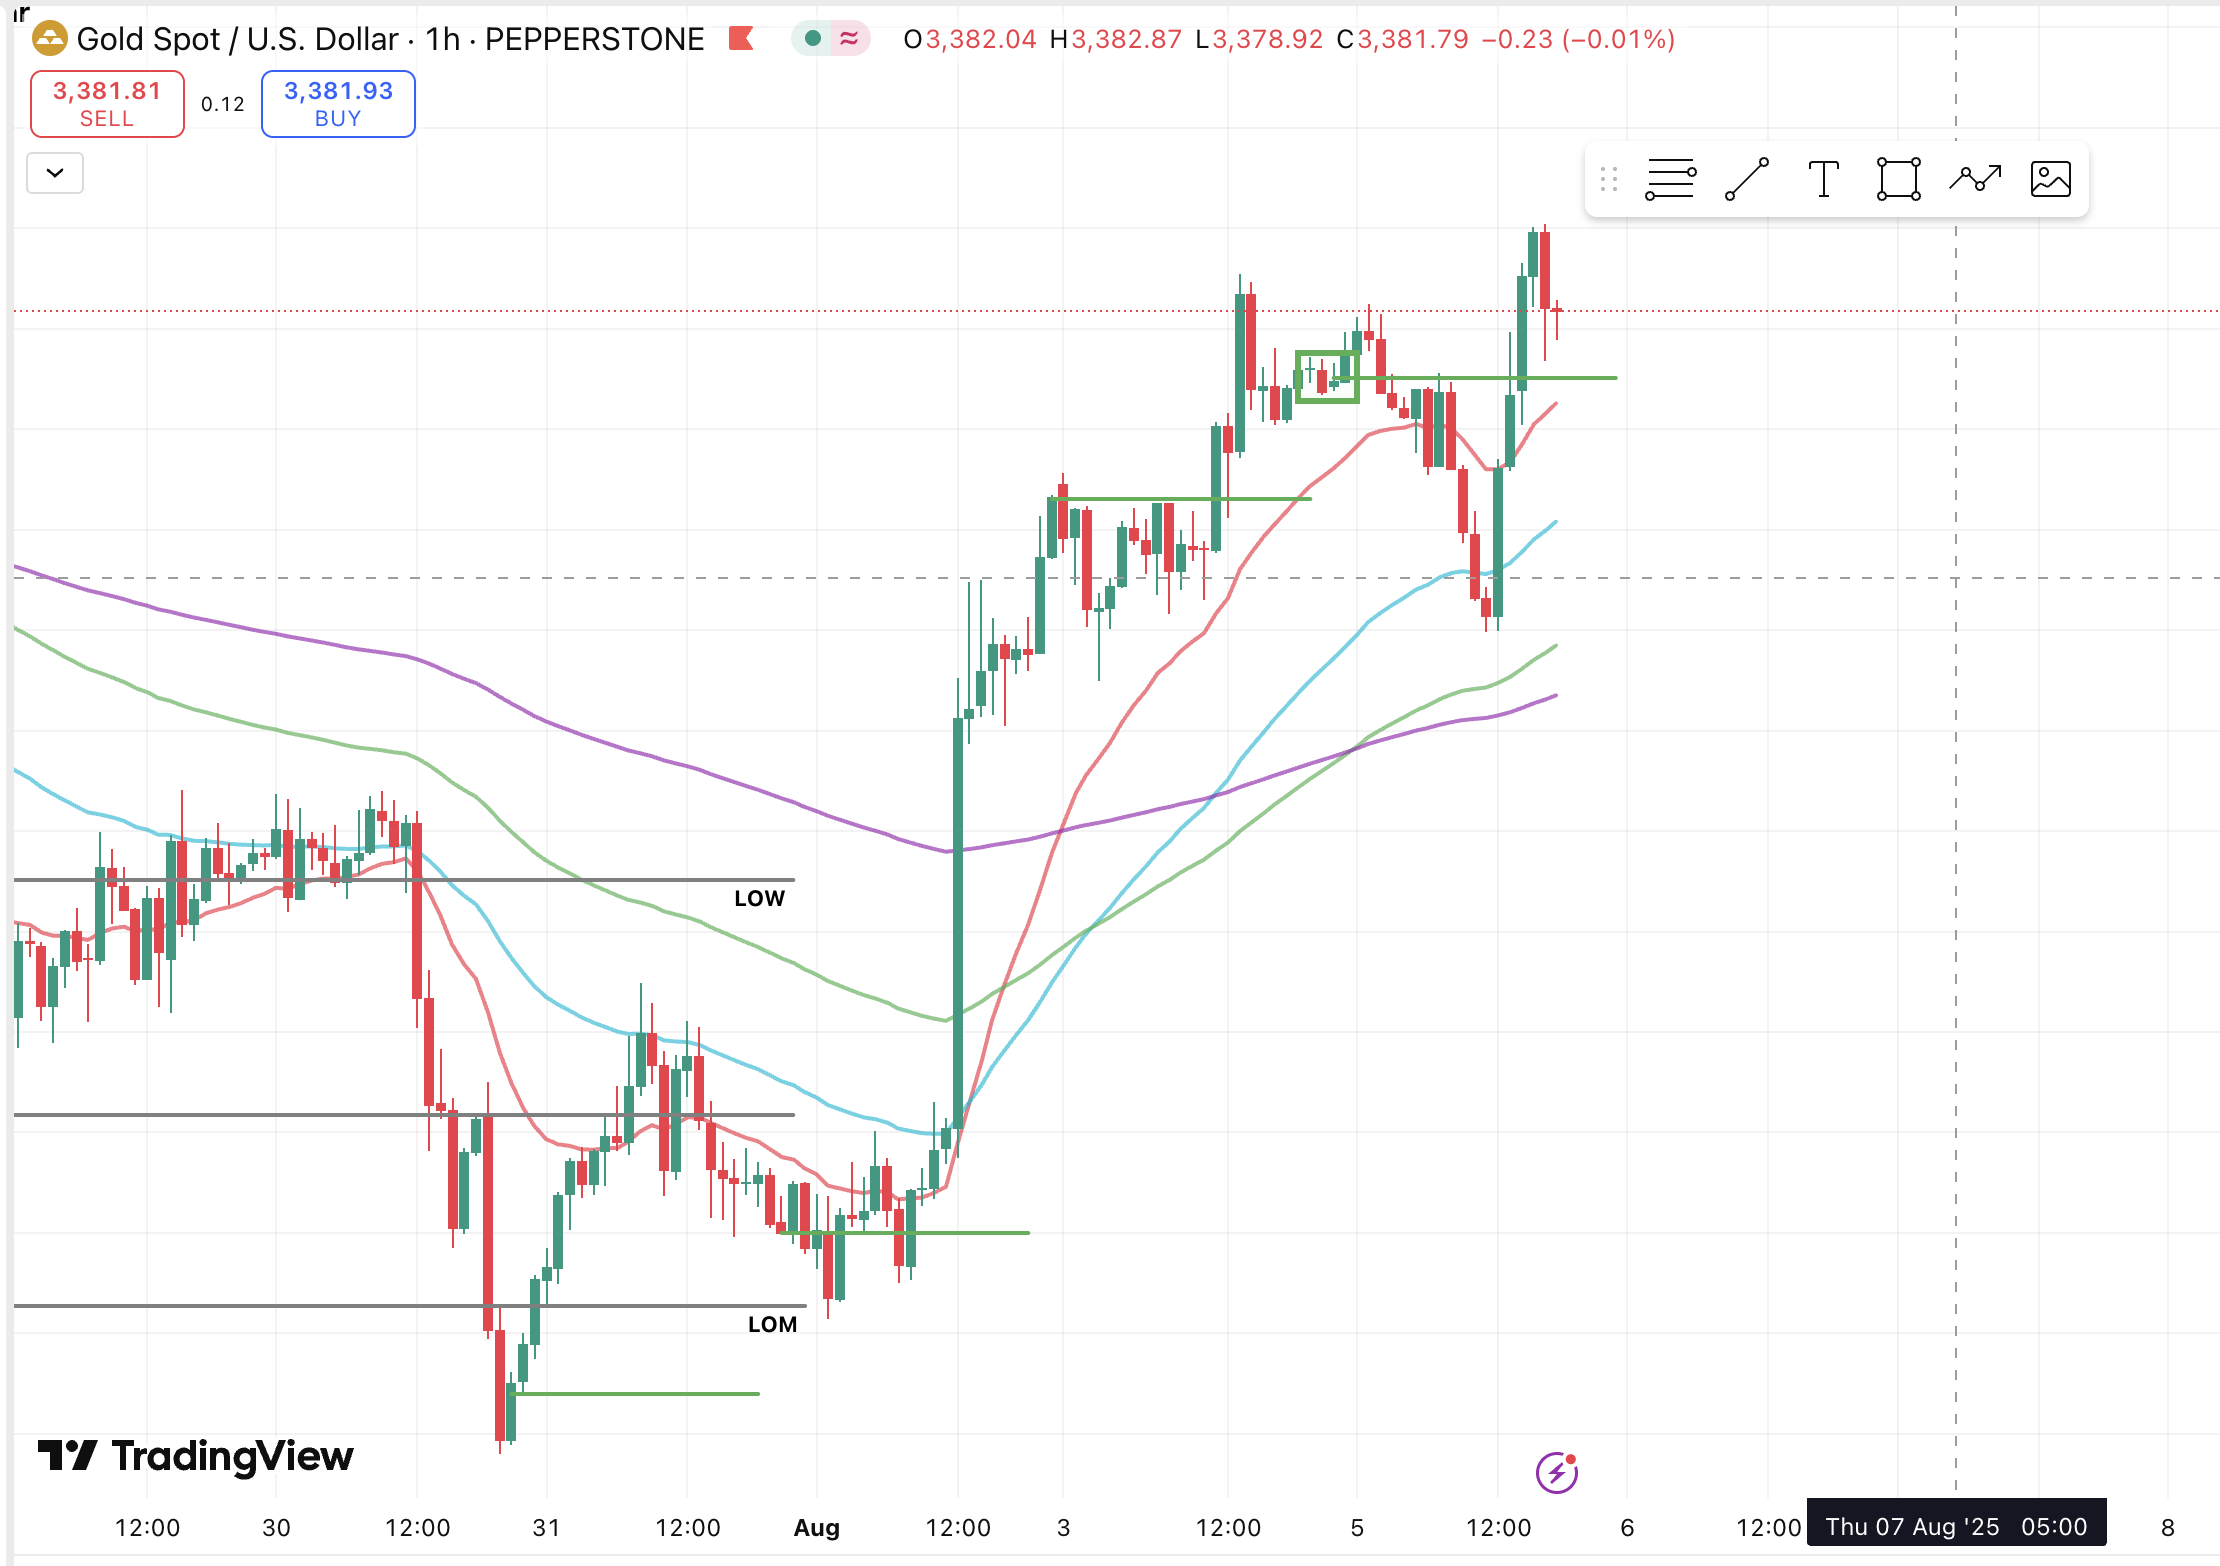 Gold Spot / U.S. Dollar · 1h · PEPPERSTONE O3,382.04 H3,382.87 L3,378.92 C3,381.79 −0.23 (−0.01%)
3,381.81 0.12 3,381.93
SELL BUY
LOW
LOM
TradingView
12:00 30 12:00 31 12:00 Aug 12:00 3 12:00 5 12:00 6 12:00 Thu 07 Aug '25 05:00 8